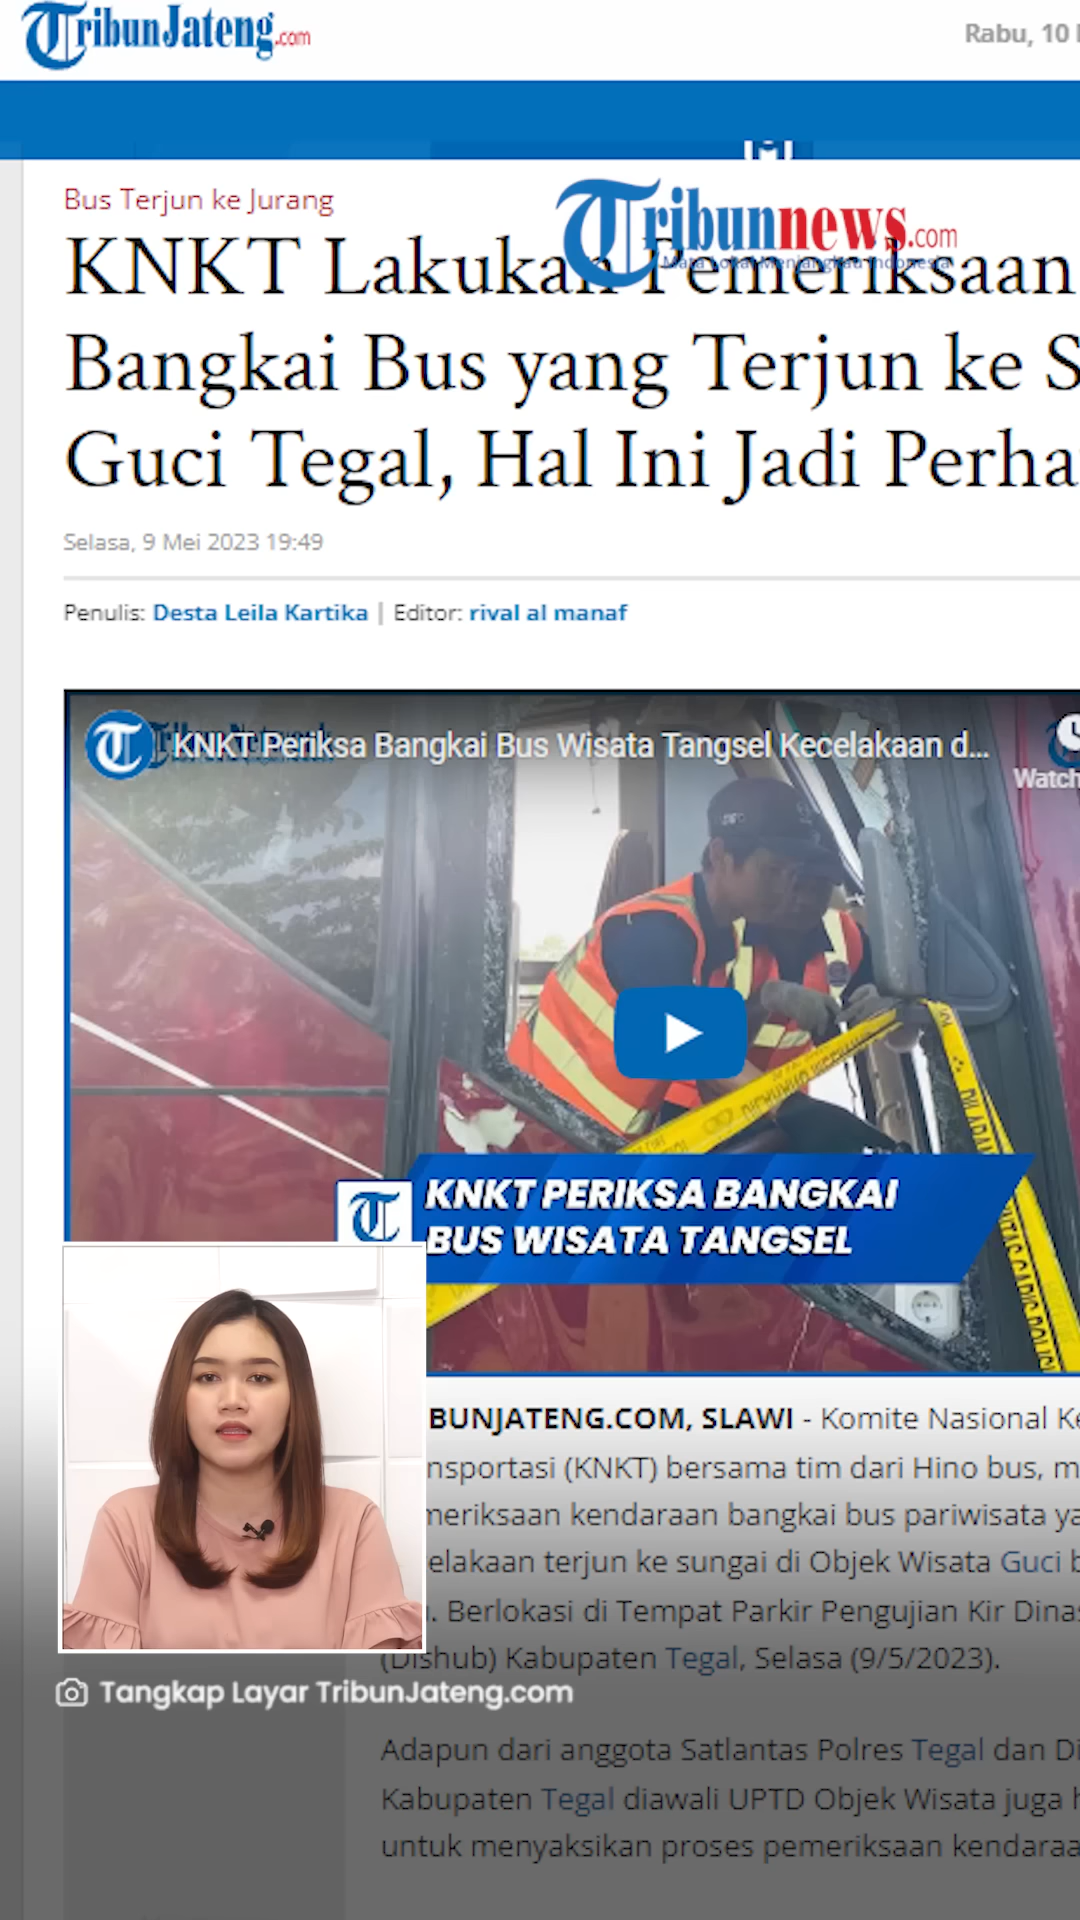 TribunJateng.com
Rabu, 10
Bus Terjun ke Jurang
Tribunnews.com
Mata Lokal Menjangkau Indonesia
KNKT Lakukan Pemeriksaan
Bangkai Bus yang Terjun ke S
Guci Tegal, Hal Ini Jadi Perha
Selasa, 9 Mei 2023 19:49
Penulis: Desta Leila Kartika | Editor: rival al manaf
KNKT Periksa Bangkai Bus Wisata Tangsel Kecelakaan d...
Watch
KNKT PERIKSA BANGKAI
BUS WISATA TANGSEL
BUNJATENG.COM, SLAWI - Komite Nasional Ke
nsportasi (KNKT) bersama tim dari Hino bus, m
meriksaan kendaraan bangkai bus pariwisata ya
elakaan terjun ke sungai di Objek Wisata Guci b
. Berlokasi di Tempat Parkir Pengujian Kir Dinas
(Dishub) Kabupaten Tegal, Selasa (9/5/2023).
Tangkap Layar TribunJateng.com
Adapun dari anggota Satlantas Polres Tegal dan Di
Kabupaten Tegal diawali UPTD Objek Wisata juga h
untuk menyaksikan proses pemeriksaan kendaraa